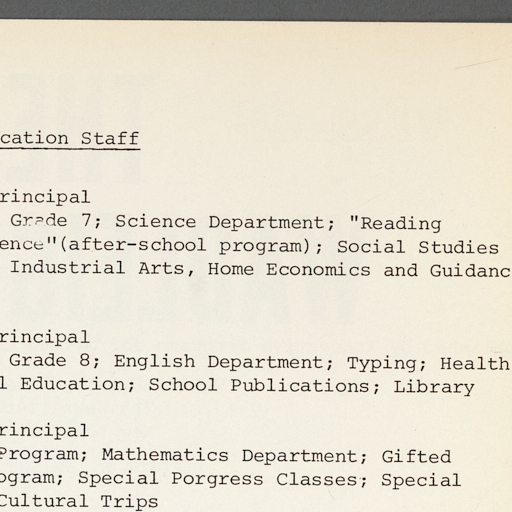 cation Staff
rincipal
Grade 7; Science Department; "Reading
ence"(after-school program); Social Studies
Industrial Arts, Home Economics and Guidanc
rincipal
Grade 8; English Department; Typing; Health
l Education; School Publications; Library
rincipal
Program; Mathematics Department; Gifted
ogram; Special Porgress Classes; Special
Cultural Trips